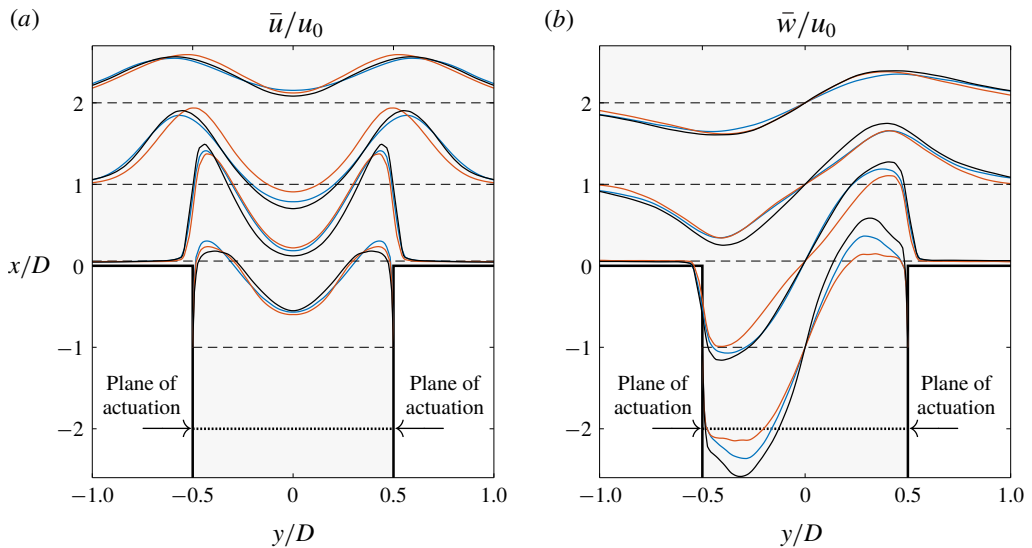 (a)
ū/u0
2
1
0
−1
−2
x/D
Plane of
actuation
Plane of
actuation
−1.0
−0.5
0
0.5
1.0
y/D
(b)
w̄/u0
2
1
0
−1
−2
Plane of
actuation
Plane of
actuation
−1.0
−0.5
0
0.5
1.0
y/D